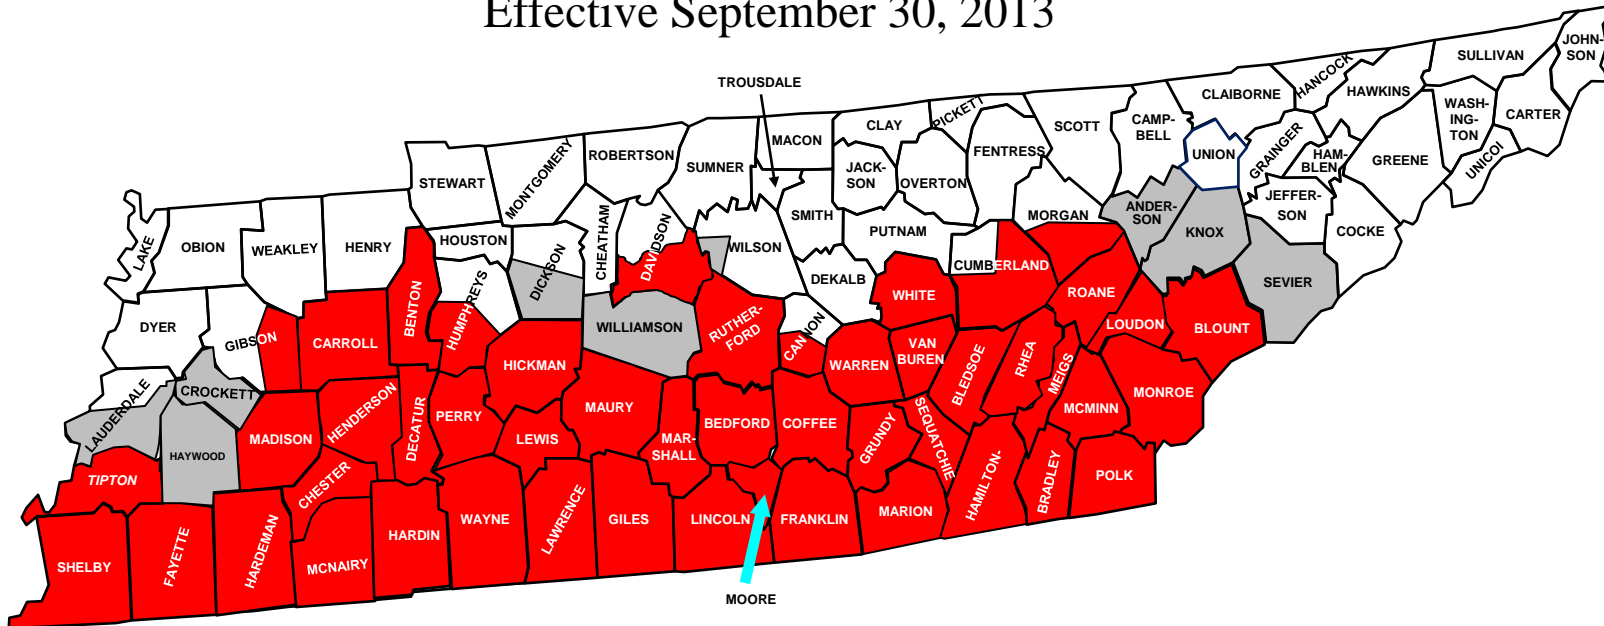 Effective September 30, 2013
JOHN-
SON
SULLIVAN
HANCOCK
TROUSDALE
CLAIBORNE
HAWKINS
WASH-
ING-
TON
CARTER
PICKETT
CLAY
SCOTT
CAMP-
BELL
MACON
ROBERTSON
MONTGOMERY
SUMNER
FENTRESS
UNION
GRAINGER
HAM-
BLEN
GREENE
UNICOI
STEWART
JACK-
SON
OVERTON
JEFFER-
SON
SMITH
MORGAN
ANDER-
SON
KNOX
COCKE
LAKE
OBION
WEAKLEY
HENRY
HOUSTON
DICKSON
CHEATHAM
DAVIDSON
WILSON
PUTNAM
CUMBERLAND
DEKALB
SEVIER
DYER
GIBSON
CARROLL
BENTON
HUMPHREYS
WILLIAMSON
RUTHER-
FORD
CANNON
WHITE
ROANE
LOUDON
BLOUNT
HICKMAN
WARREN
VAN
BUREN
BLEDSOE
RHEA
MEIGS
MONROE
LAUDERDALE
CROCKETT
HENDERSON
DECATUR
PERRY
MAURY
BEDFORD
COFFEE
SEQUATCHIE
MCMINN
MADISON
LEWIS
MAR-
SHALL
GRUNDY
HAYWOOD
TIPTON
CHESTER
HAMILTON-
BRADLEY
POLK
SHELBY
FAYETTE
HARDEMAN
MCNAIRY
HARDIN
WAYNE
LAWRENCE
GILES
LINCOLN
FRANKLIN
MARION
MOORE